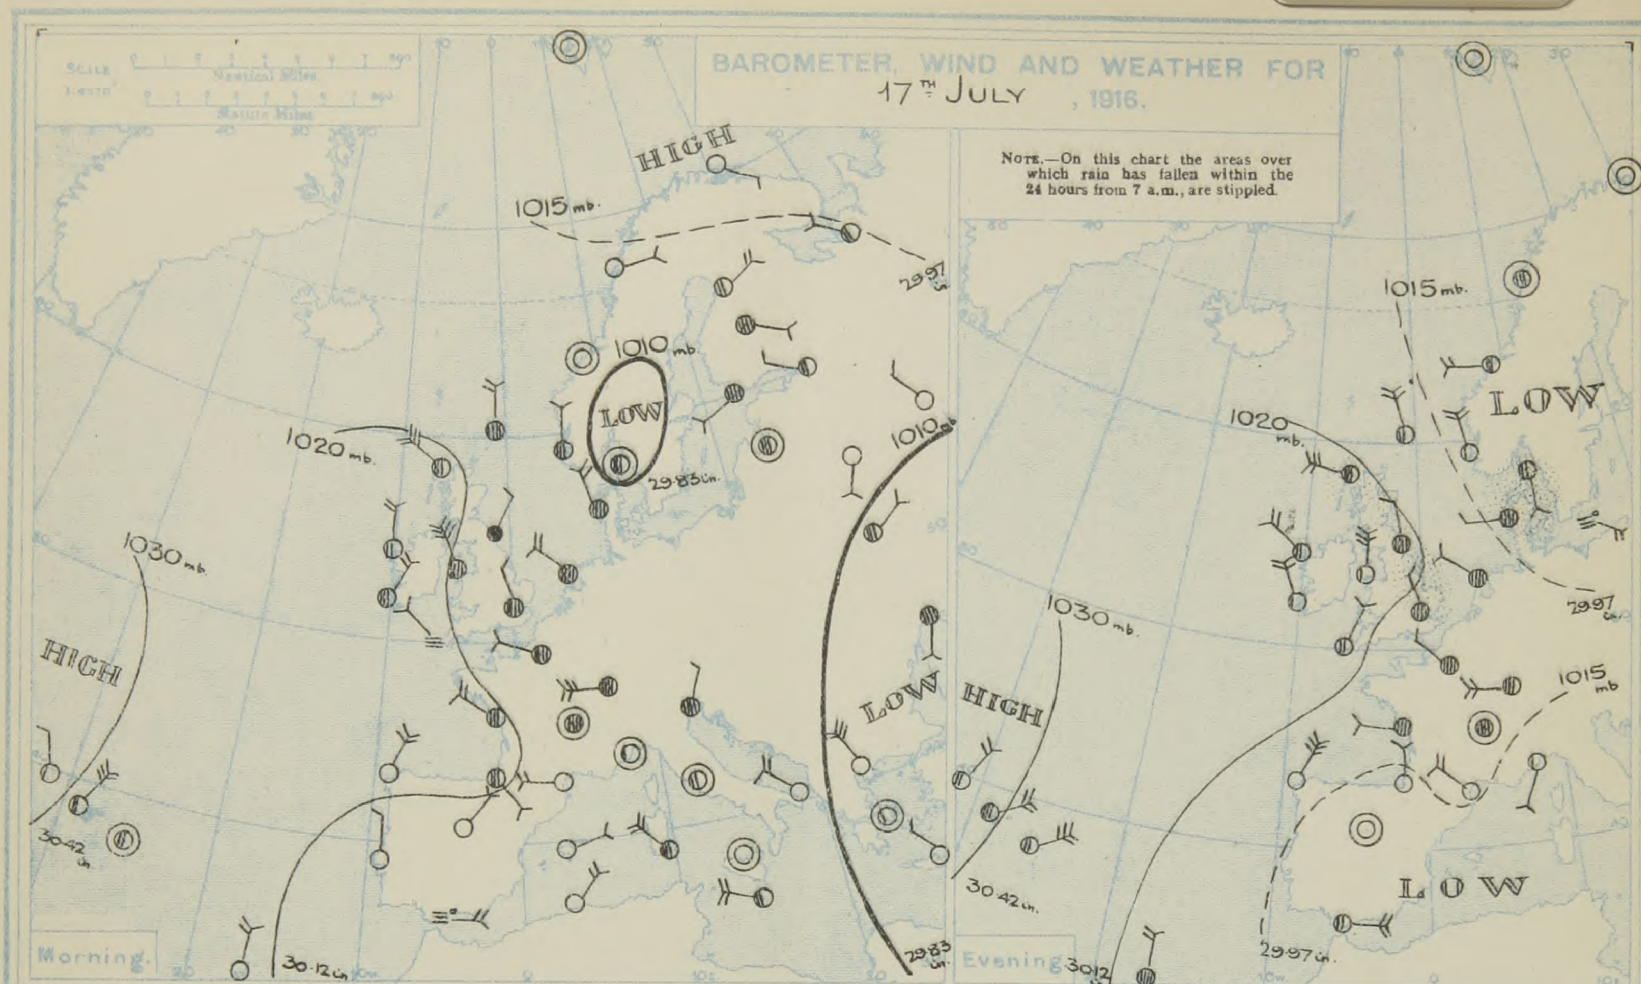 SCALE
Nautical Miles.
Statute Miles
BAROMETER, WIND AND WEATHER FOR
17TH JULY , 1916.
NOTE.—On this chart the areas over
which rain has fallen within the
24 hours from 7 a.m., are stippled.
HIGH
1015 mb.
29.97
in
1010 mb.
LOW
29.83 in.
1020 mb.
1010 mb
1030 mb.
HIGH
LOW
30.42
in
30.12 in
29.83
in.
Morning.
1015 mb.
LOW
1020
mb.
1030 mb.
29.97
in
HIGH
1015
mb
30.42 in.
LOW
29.97 in.
3012
in
Evening